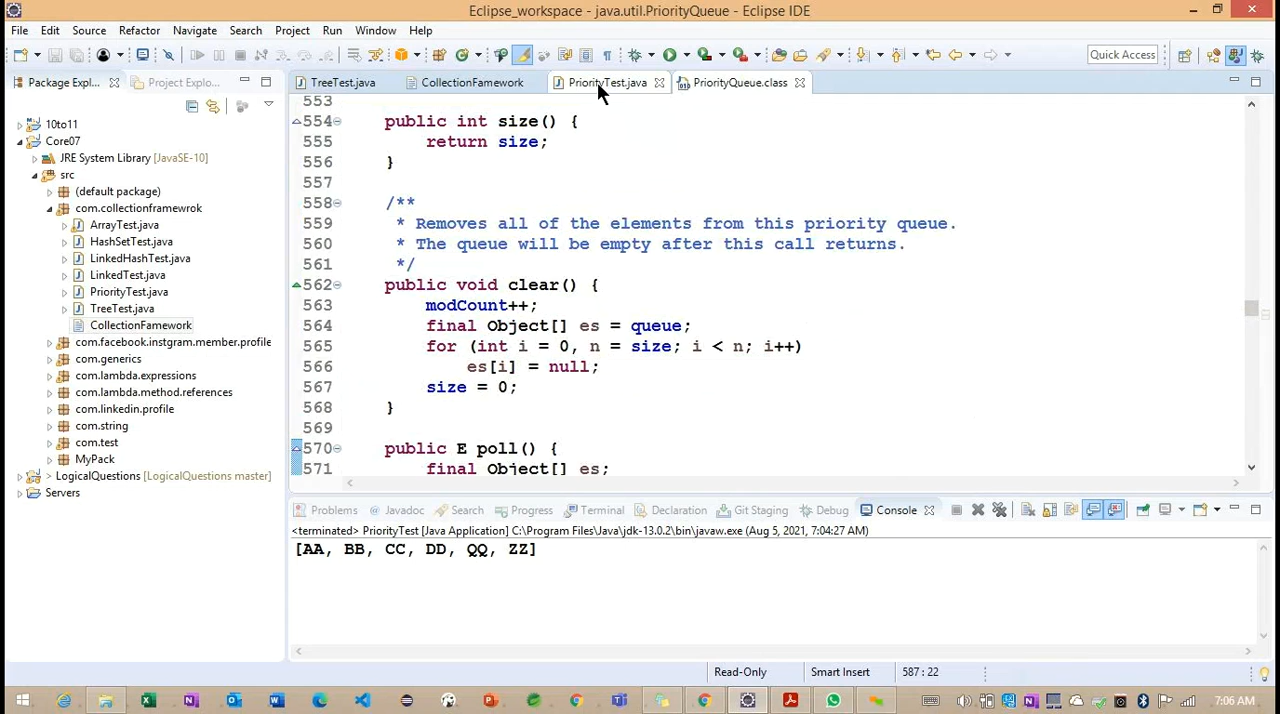 Eclipse_workspace - java.util.PriorityQueue - Eclipse IDE
File Edit Source Refactor Navigate Search Project Run Window Help
Quick Access
Package Expl...
Project Explo...
TreeTest.java
CollectionFamework
PriorityTest.java
PriorityQueue.class
10to11
Core07
JRE System Library [JavaSE-10]
src
(default package)
com.collectionframewrok
ArrayTest.java
HashSetTest.java
LinkedHashTest.java
LinkedTest.java
PriorityTest.java
TreeTest.java
CollectionFamework
com.facebook.instgram.member.profile
com.generics
com.lambda.expressions
com.lambda.method.references
com.linkedin.profile
com.string
com.test
MyPack
> LogicalQuestions [LogicalQuestions master]
Servers
553
554 public int size() {
555 return size;
556 }
557
558 /**
559 * Removes all of the elements from this priority queue.
560 * The queue will be empty after this call returns.
561 */
562 public void clear() {
563 modCount++;
564 final Object[] es = queue;
565 for (int i = 0, n = size; i < n; i++)
566 es[i] = null;
567 size = 0;
568 }
569
570 public E poll() {
571 final Object[] es;
Problems @ Javadoc Search Progress Terminal Declaration Git Staging Debug Console
<terminated> PriorityTest [Java Application] C:\Program Files\Java\jdk-13.0.2\bin\javaw.exe (Aug 5, 2021, 7:04:27 AM)
[AA, BB, CC, DD, QQ, ZZ]
Read-Only
Smart Insert
587 : 22
7:06 AM